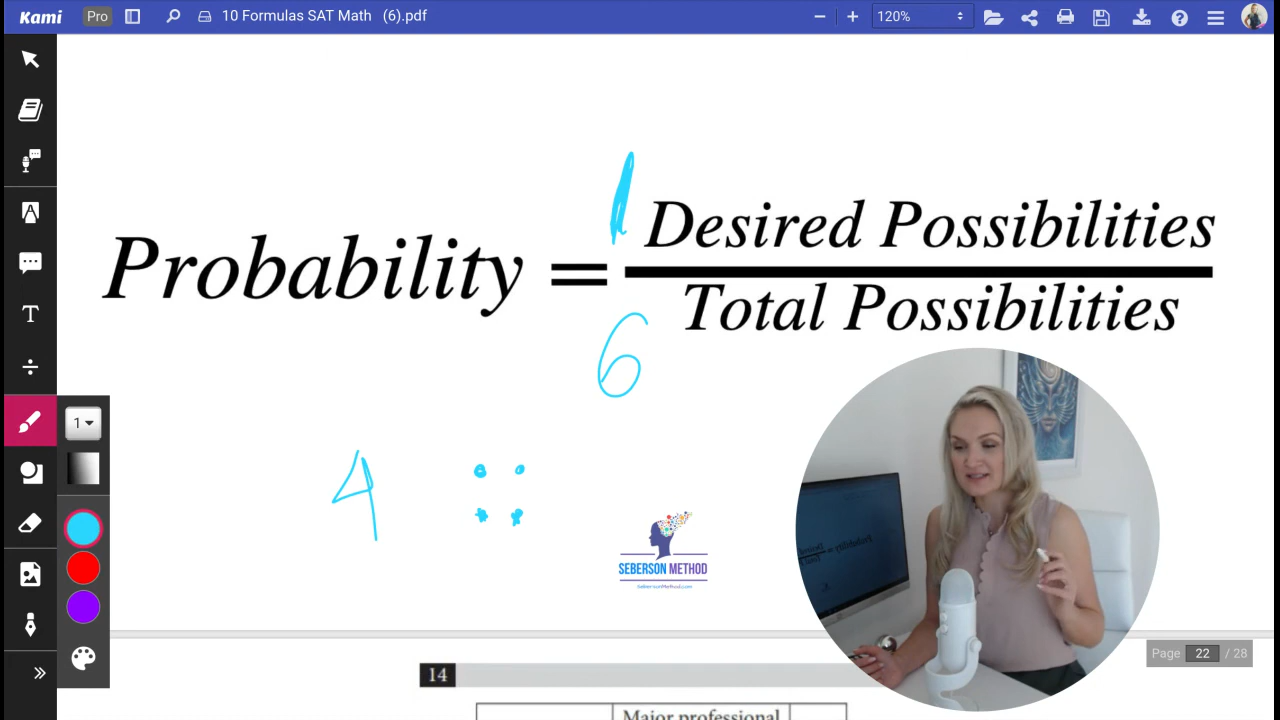 Kami Pro 10 Formulas SAT Math (6).pdf 120%
Probability = Desired Possibilities
Total Possibilities
1
6
1
4
SEBERSON METHOD
Page 22 / 28
14
Major professional